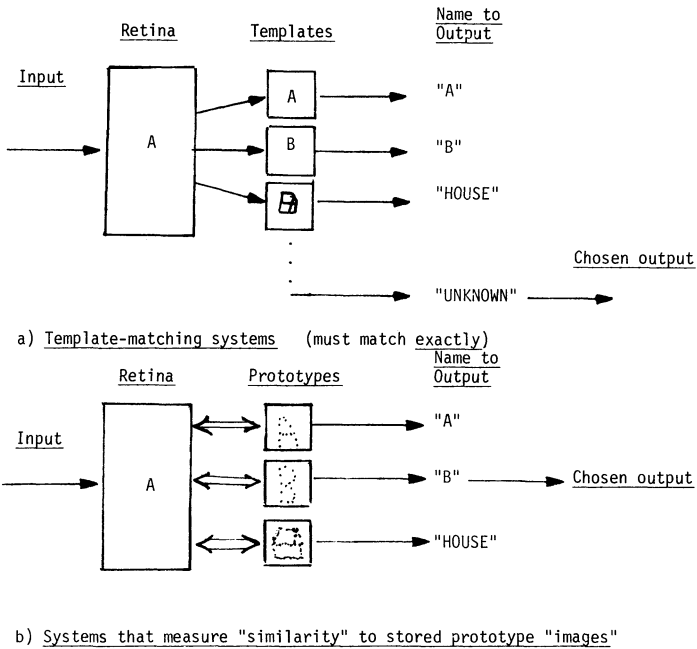 Name to
Retina Templates Output
Input
A A "A"
B "B"
"HOUSE"
Chosen output
"UNKNOWN"
a) Template-matching systems (must match exactly)
Name to
Retina Prototypes Output
"A"
Input
A "B" Chosen output
"HOUSE"
b) Systems that measure "similarity" to stored prototype "images"